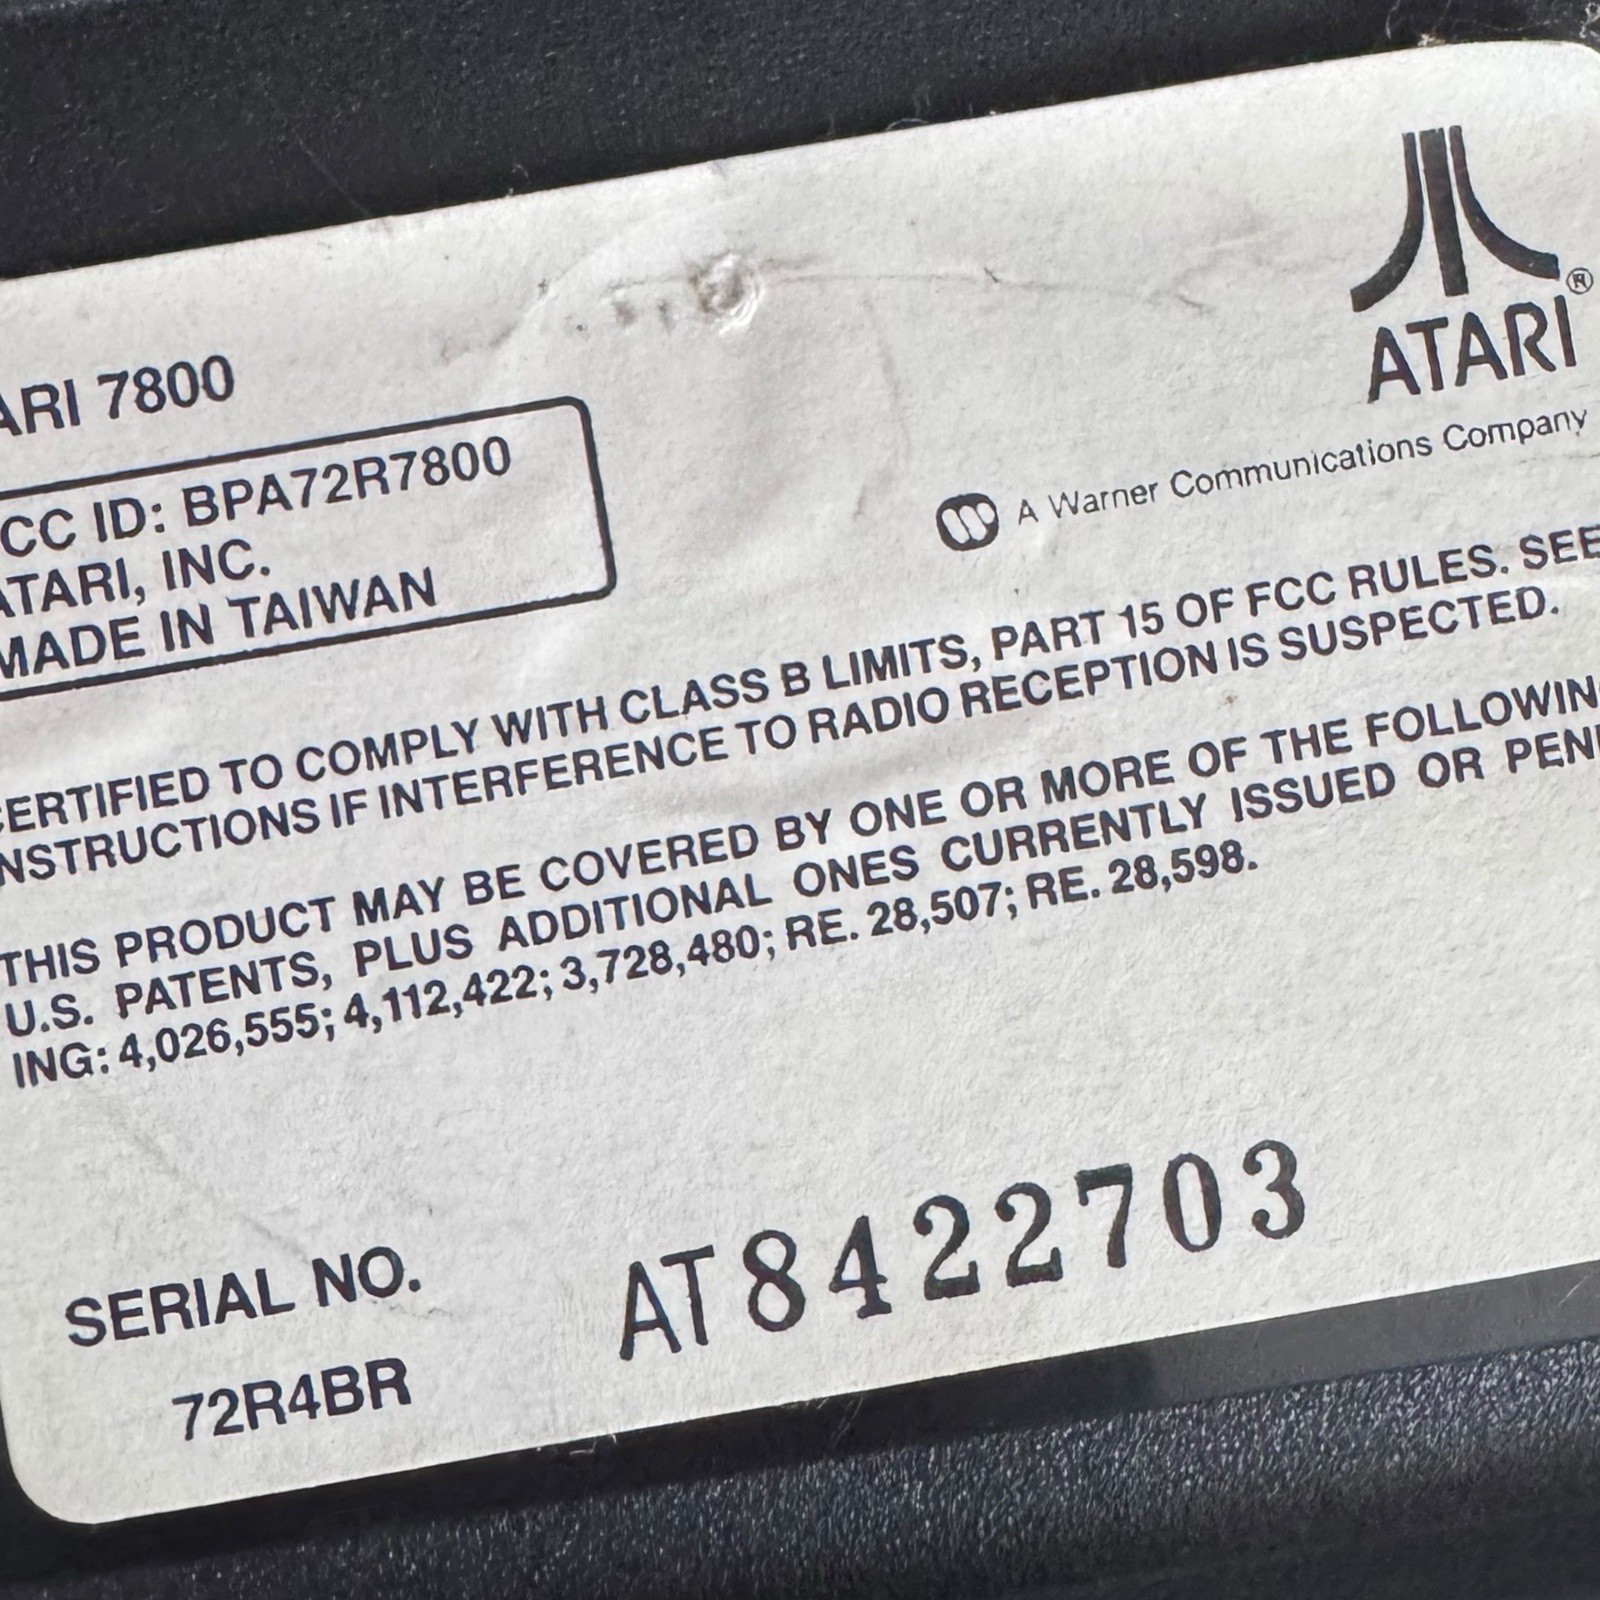 ARI 7800
CC ID: BPA72R7800
ATARI, INC.
MADE IN TAIWAN
ATARI®
W A Warner Communications Company
CERTIFIED TO COMPLY WITH CLASS B LIMITS, PART 15 OF FCC RULES. SEE
NSTRUCTIONS IF INTERFERENCE TO RADIO RECEPTION IS SUSPECTED.
THIS PRODUCT MAY BE COVERED BY ONE OR MORE OF THE FOLLOWIN
U.S. PATENTS, PLUS ADDITIONAL ONES CURRENTLY ISSUED OR PEN
ING: 4,026,555; 4,112,422; 3,728,480; RE. 28,507; RE. 28,598.
SERIAL NO. AT8422703
72R4BR